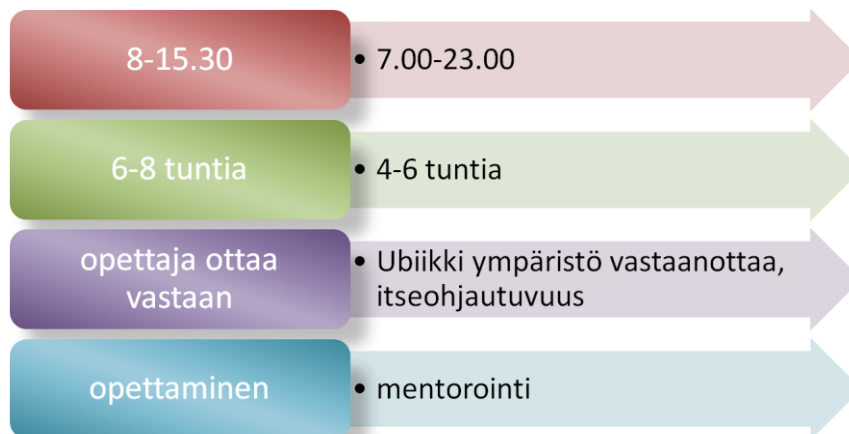 8-15.30
• 7.00-23.00
6-8 tuntia
• 4-6 tuntia
opettaja ottaa
vastaan
• Ubiikki ympäristö vastaanottaa,
itseohjautuvuus
opettaminen
• mentorointi